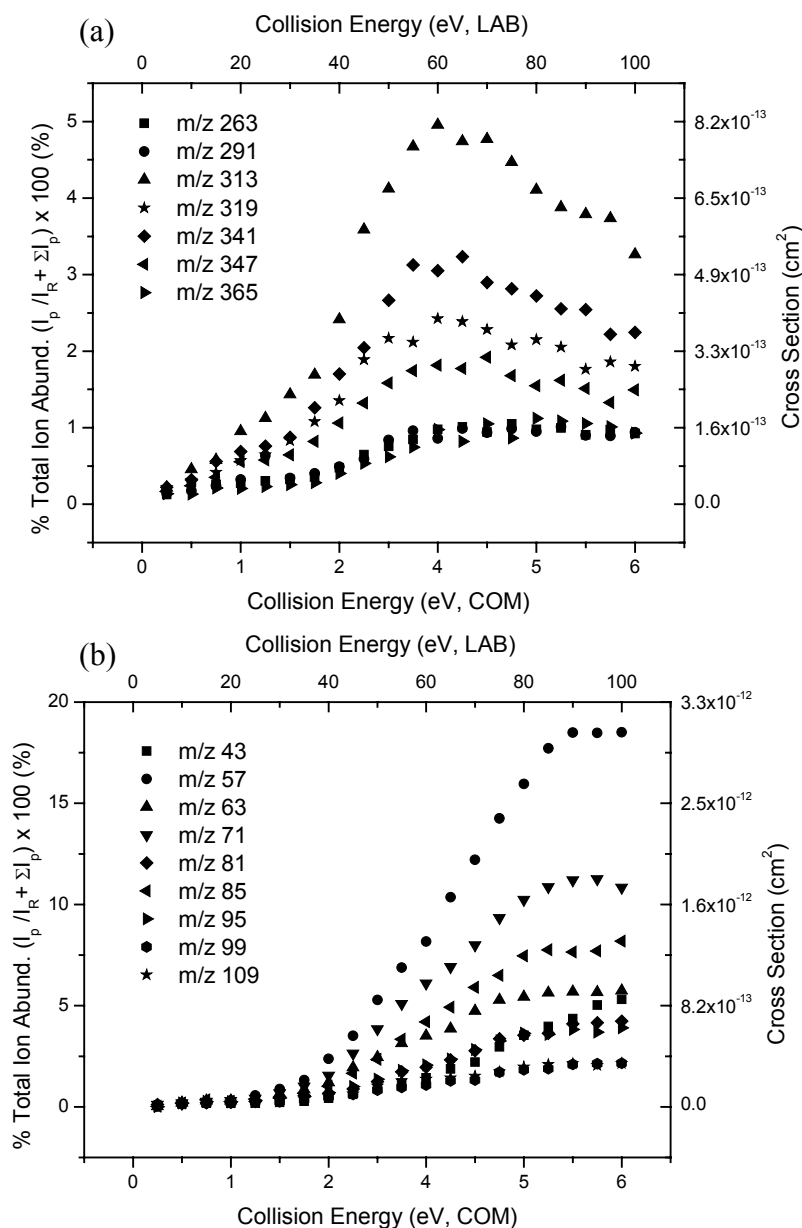 (a)
Collision Energy (eV, LAB)
0 20 40 60 80 100
m/z 263
m/z 291
m/z 313
m/z 319
m/z 341
m/z 347
m/z 365
5
4
3
2
1
0
% Total Ion Abund. (I_p /I_R + ΣI_p) x 100 (%)
8.2x10^-13
6.5x10^-13
4.9x10^-13
3.3x10^-13
1.6x10^-13
0.0
Cross Section (cm^2)
0 1 2 3 4 5 6
Collision Energy (eV, COM)
(b)
Collision Energy (eV, LAB)
0 20 40 60 80 100
m/z 43
m/z 57
m/z 63
m/z 71
m/z 81
m/z 85
m/z 95
m/z 99
m/z 109
20
15
10
5
0
% Total Ion Abund. (I_p /I_R + ΣI_p) x 100 (%)
3.3x10^-12
2.5x10^-12
1.6x10^-12
8.2x10^-13
0.0
Cross Section (cm^2)
0 1 2 3 4 5 6
Collision Energy (eV, COM)